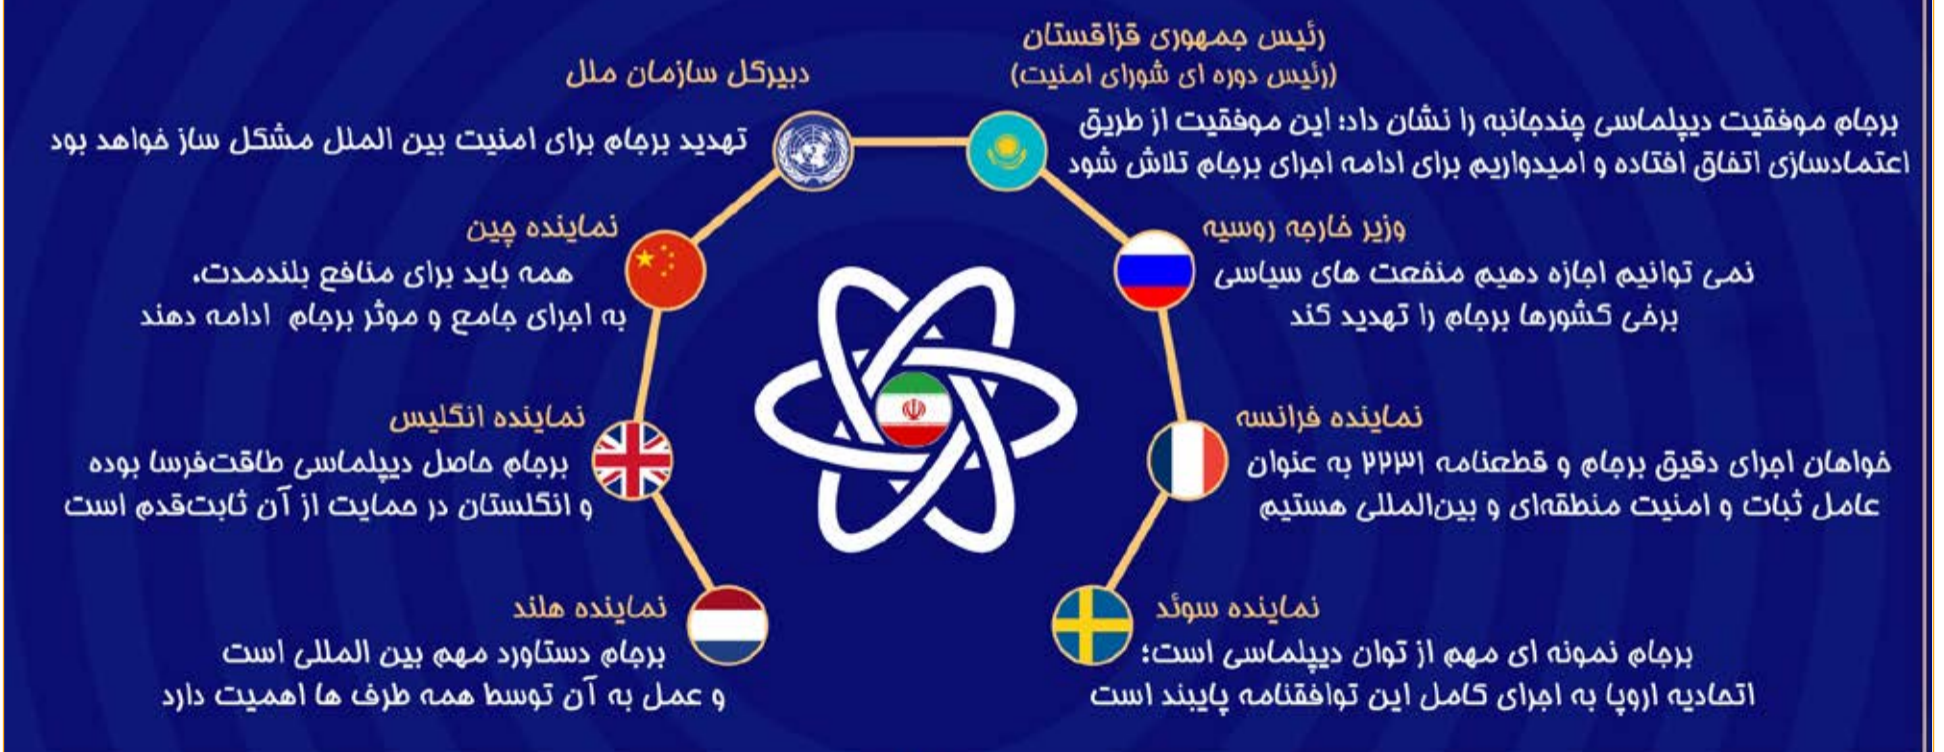 رئیس جمهوری قزاقستان
(رئیس دوره ای شورای امنیت)
برجام موفقیت دیپلماسی چندجانبه را نشان داد؛ این موفقیت از طریق
اعتمادسازی اتفاق افتاده و امیدواریم برای ادامه اجرای برجام تلاش شود
وزیر خارجه روسیه
نمی توانیم اجازه دهیم منفعت های سیاسی
برخی کشورها برجام را تهدید کند
نماینده فرانسه
خواهان اجرای دقیق برجام و قطعنامه ۲۲۳۱ به عنوان
عامل ثبات و امنیت منطقه‌ای و بین‌المللی هستیم
نماینده سوئد
برجام نمونه ای مهم از توان دیپلماسی است؛
اتحادیه اروپا به اجرای کامل این توافقنامه پایبند است
دبیرکل سازمان ملل
تهدید برجام برای امنیت بین الملل مشکل ساز خواهد بود
نماینده چین
همه باید برای منافع بلندمدت،
به اجرای جامع و موثر برجام ادامه دهند
نماینده انگلیس
برجام حاصل دیپلماسی طاقت‌فرسا بوده
و انگلستان در حمایت از آن ثابت‌قدم است
نماینده هلند
برجام دستاورد مهم بین المللی است
و عمل به آن توسط همه طرف ها اهمیت دارد